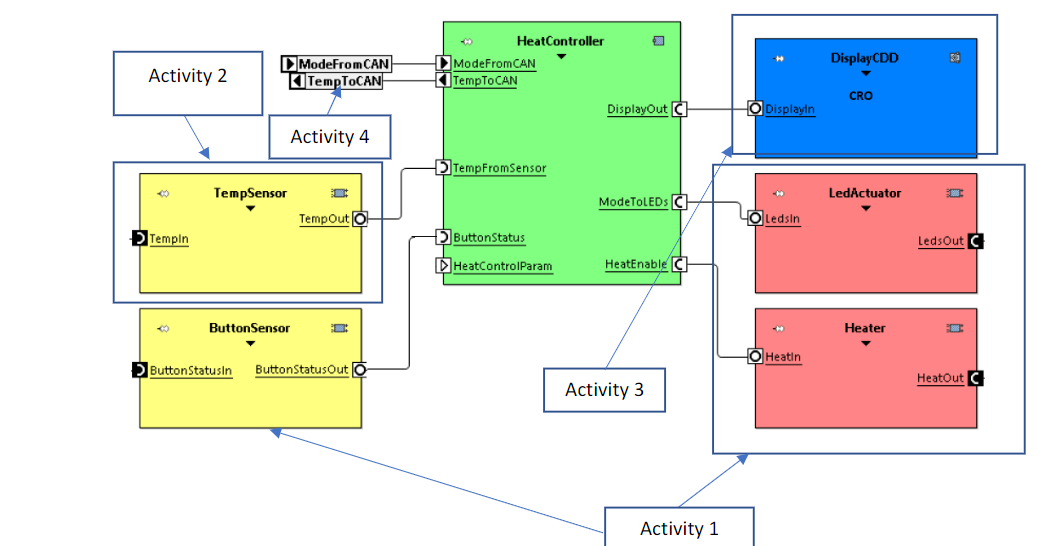 Activity 2
ModeFromCAN
TempToCAN
Activity 4
HeatController
ModeFromCAN
TempToCAN
DisplayOut
TempFromSensor
ModeToLEDs
ButtonStatus
HeatControlParam
HeatEnable
DisplayCDD
CRO
DisplayIn
TempSensor
TempOut
TempIn
LedActuator
LedsIn
LedsOut
ButtonSensor
ButtonStatusIn
ButtonStatusOut
Heater
HeatIn
HeatOut
Activity 3
Activity 1